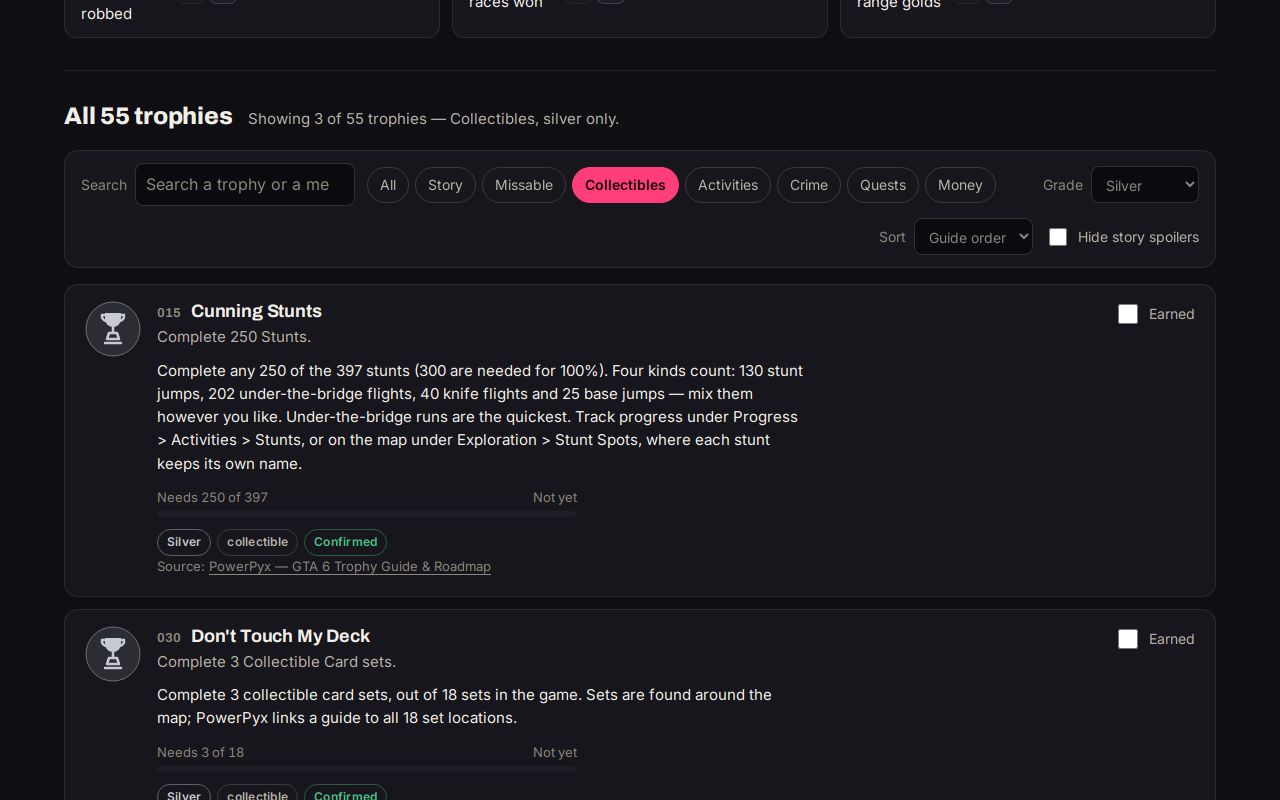 robbed
races won
range golds
All 55 trophies Showing 3 of 55 trophies — Collectibles, silver only.
Search Search a trophy or a me All Story Missable Collectibles Activities Crime Quests Money Grade Silver
Sort Guide order Hide story spoilers
015 Cunning Stunts Earned
Complete 250 Stunts.
Complete any 250 of the 397 stunts (300 are needed for 100%). Four kinds count: 130 stunt
jumps, 202 under-the-bridge flights, 40 knife flights and 25 base jumps — mix them
however you like. Under-the-bridge runs are the quickest. Track progress under Progress
> Activities > Stunts, or on the map under Exploration > Stunt Spots, where each stunt
keeps its own name.
Needs 250 of 397 Not yet
Silver collectible Confirmed
Source: PowerPyx — GTA 6 Trophy Guide & Roadmap
030 Don't Touch My Deck Earned
Complete 3 Collectible Card sets.
Complete 3 collectible card sets, out of 18 sets in the game. Sets are found around the
map; PowerPyx links a guide to all 18 set locations.
Needs 3 of 18 Not yet
Silver collectible Confirmed